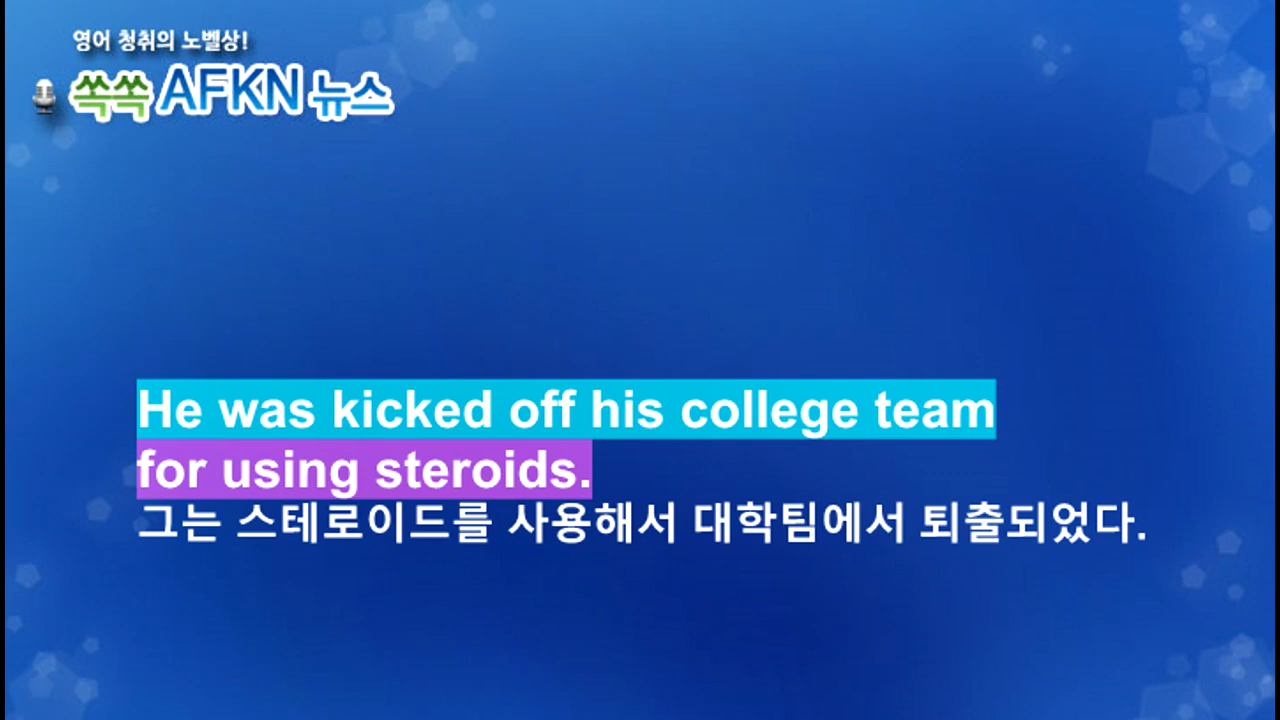 영어 청취의 노벨상!
쏙쏙 AFKN 뉴스
He was kicked off his college team
for using steroids.
그는 스테로이드를 사용해서 대학팀에서 퇴출되었다.